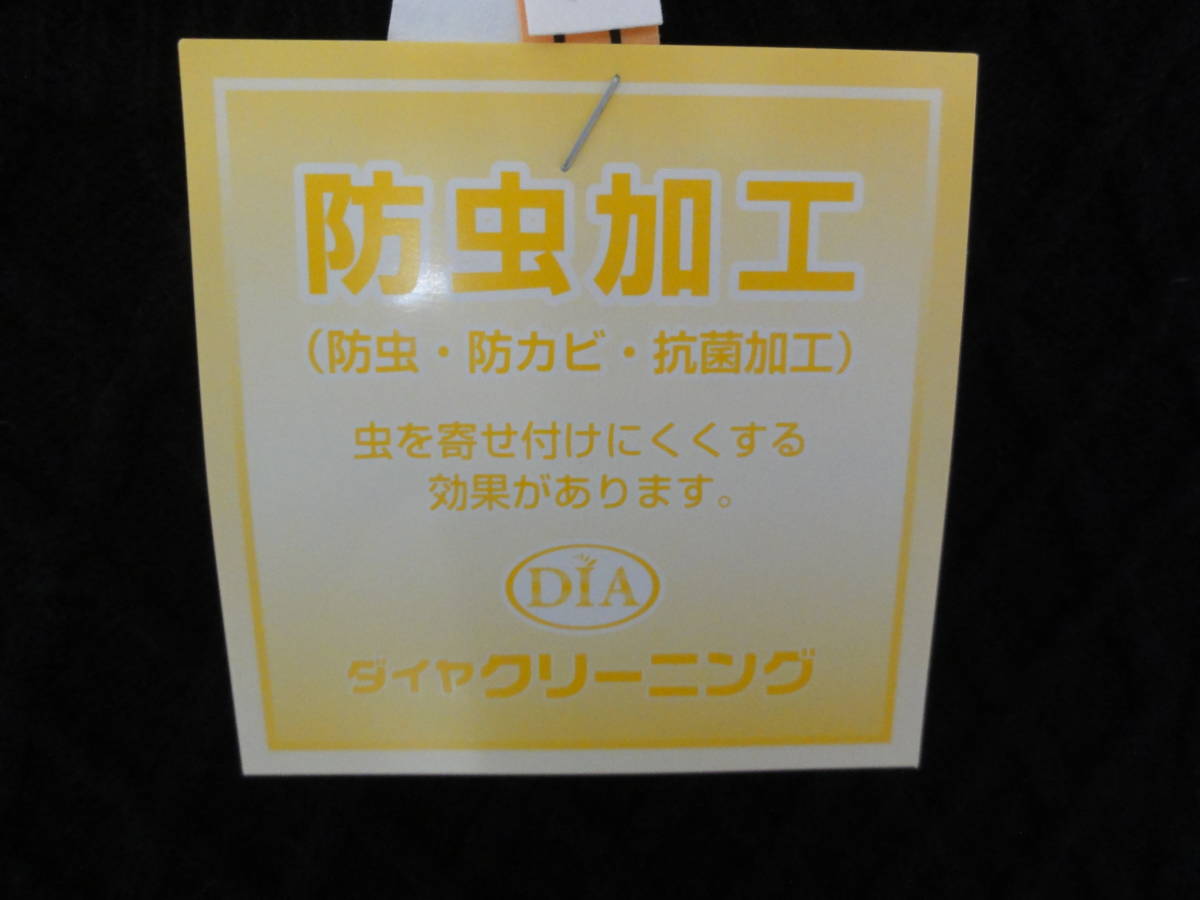 防虫加工
（防虫・防カビ・抗菌加工）
虫を寄せ付けにくくする
効果があります。
DIA
ダイヤクリーニング